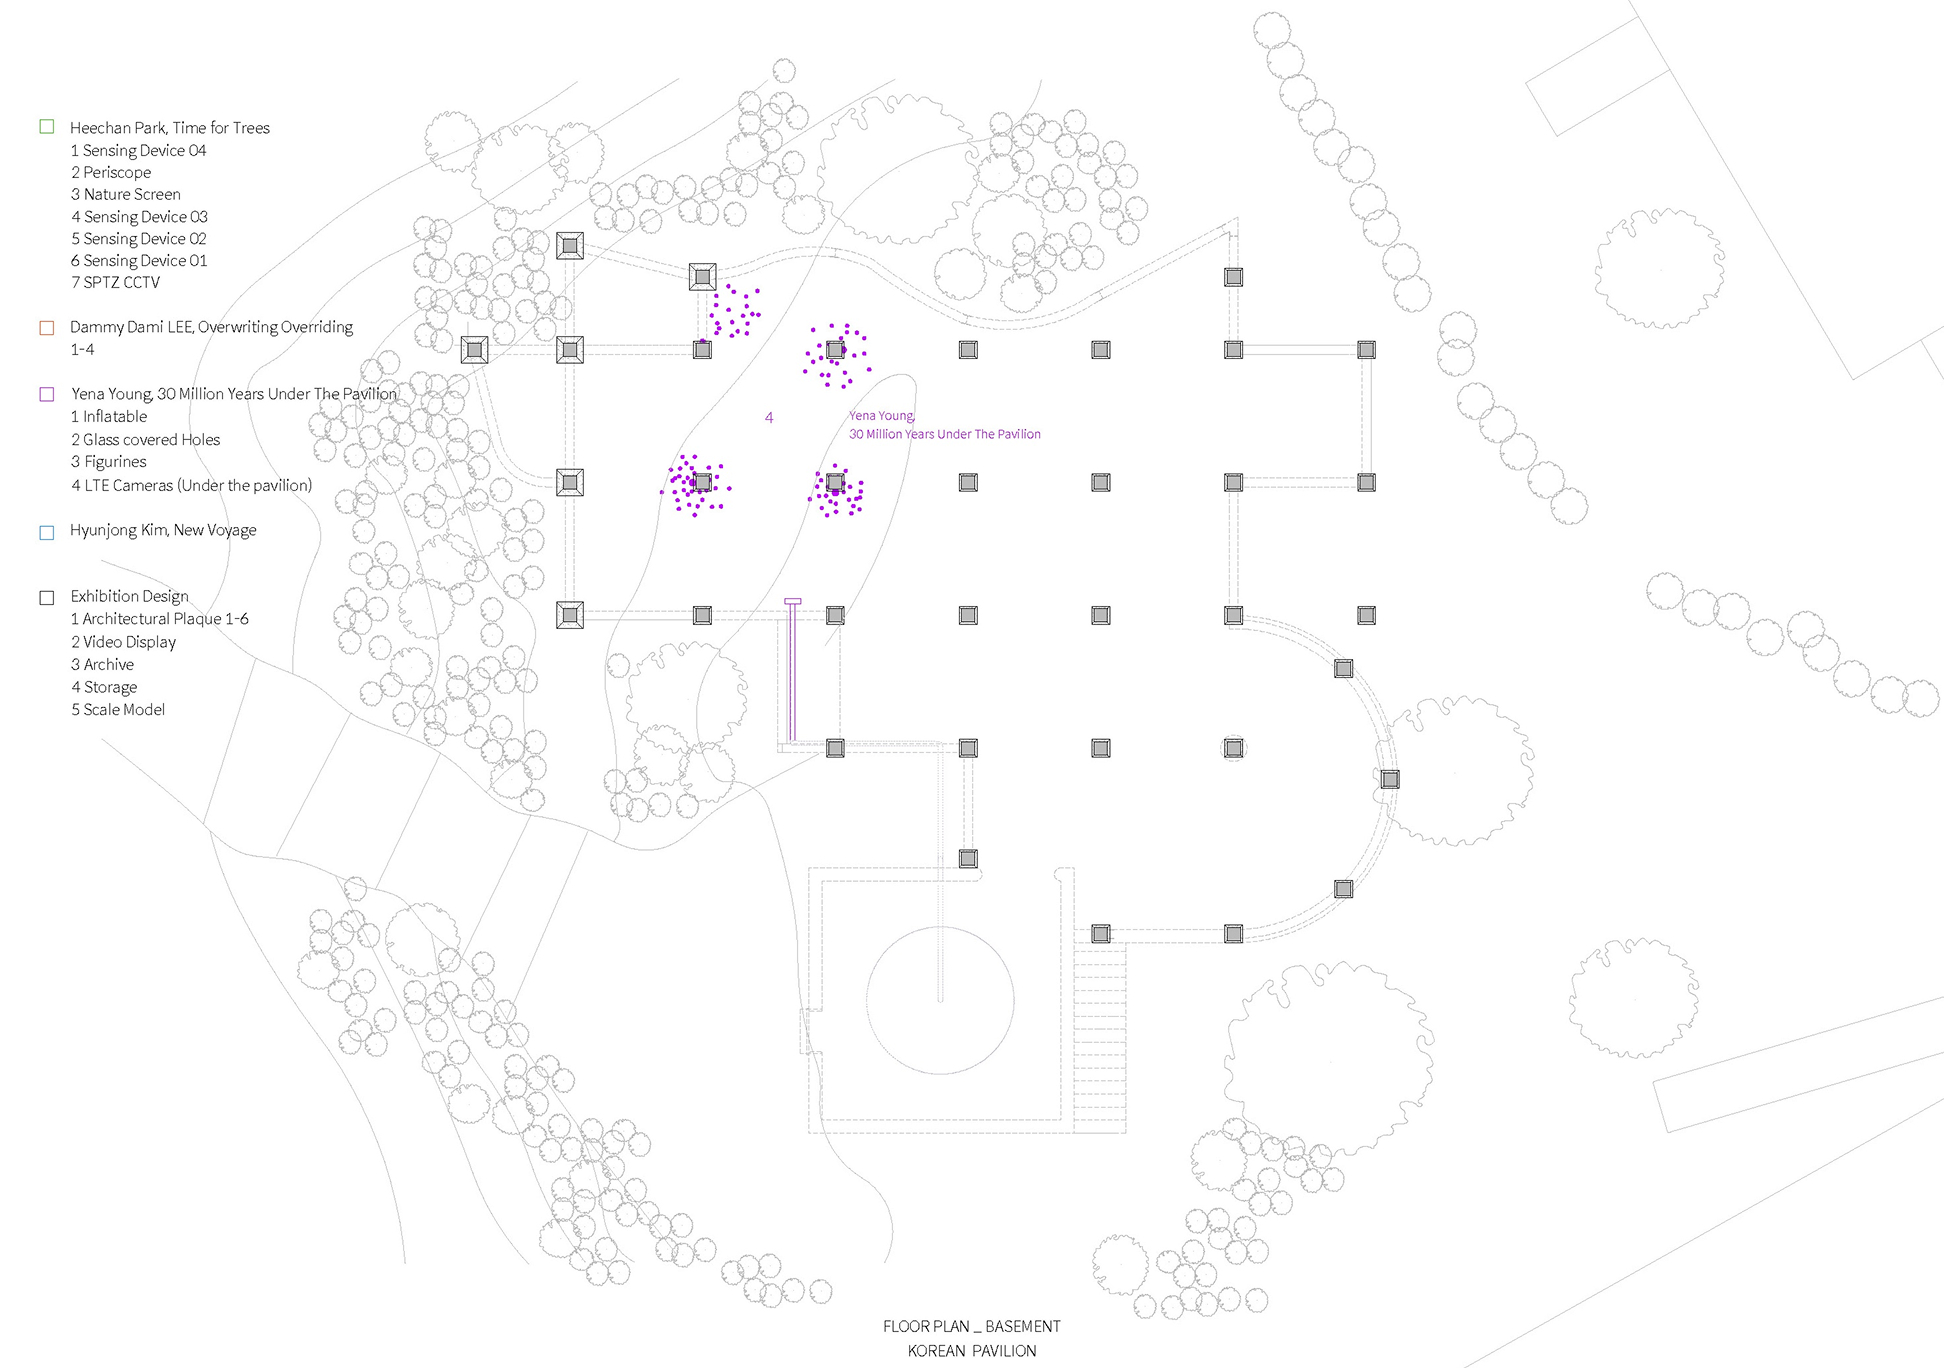 Heechan Park, Time for Trees
1 Sensing Device 04
2 Periscope
3 Nature Screen
4 Sensing Device 03
5 Sensing Device 02
6 Sensing Device 01
7 SPTZ CCTV
Dammy Dami LEE, Overwriting Overriding
1-4
Yena Young, 30 Million Years Under The Pavilion
1 Inflatable
2 Glass covered Holes
3 Figurines
4 LTE Cameras (Under the pavilion)
Hyunjong Kim, New Voyage
Exhibition Design
1 Architectural Plaque 1-6
2 Video Display
3 Archive
4 Storage
5 Scale Model
4
Yena Young,
30 Million Years Under The Pavilion
FLOOR PLAN _ BASEMENT
KOREAN PAVILION